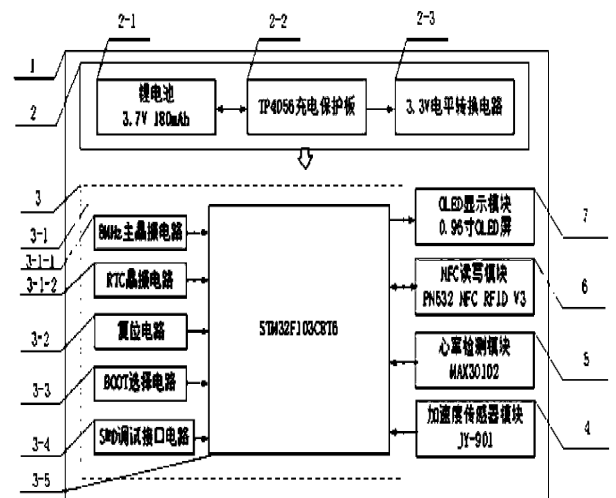 2-1
2-2
2-3
1
2
锂电池
3.7V 180mAh
TP4056充电保护板
3.3V电平转换电路
3
3-1
3-1-1
3-1-2
3-2
3-3
3-4
3-5
8MHz主晶振电路
RTC晶振电路
复位电路
BOOT选择电路
SWD调试接口电路
STM32F103C8T6
OLED显示模块
0.96寸OLED屏
7
NFC读写模块
PN532 NFC RFID V3
6
心率检测模块
MAX30102
5
加速度传感器模块
JY-901
4